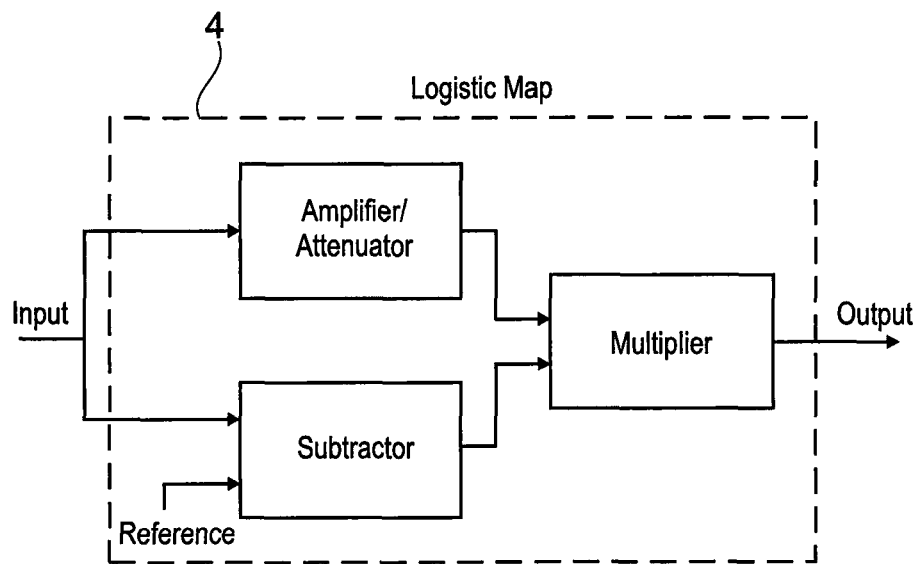 4
Logistic Map
Amplifier/
Attenuator
Input
Output
Multiplier
Subtractor
Reference